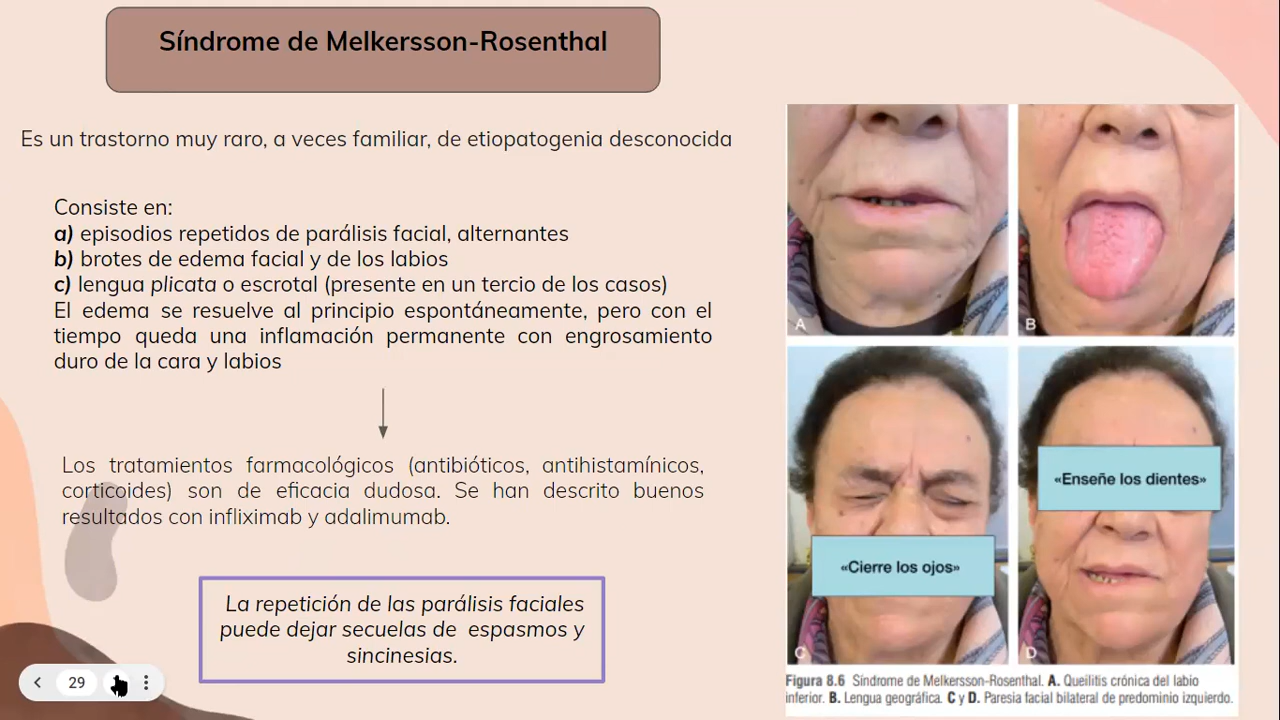 Síndrome de Melkersson-Rosenthal
Es un trastorno muy raro, a veces familiar, de etiopatogenia desconocida
Consiste en:
a) episodios repetidos de parálisis facial, alternantes
b) brotes de edema facial y de los labios
c) lengua plicata o escrotal (presente en un tercio de los casos)
El edema se resuelve al principio espontáneamente, pero con el
tiempo queda una inflamación permanente con engrosamiento
duro de la cara y labios
Los tratamientos farmacológicos (antibióticos, antihistamínicos,
corticoides) son de eficacia dudosa. Se han descrito buenos
resultados con infliximab y adalimumab.
La repetición de las parálisis faciales
puede dejar secuelas de espasmos y
sincinesias.
A
B
«Cierre los ojos»
«Enseñe los dientes»
C
D
Figura 8.6 Síndrome de Melkersson-Rosenthal. A. Queilitis crónica del labio
inferior. B. Lengua geográfica. C y D. Paresia facial bilateral de predominio izquierdo.
29